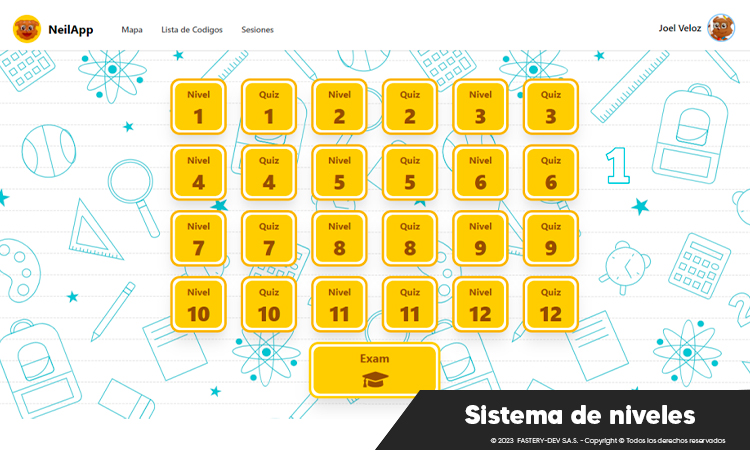 NeilApp Mapa Lista de Codigos Sesiones Joel Veloz
Nivel Quiz Nivel Quiz Nivel Quiz
1 1 2 2 3 3
1
Nivel Quiz Nivel Quiz Nivel Quiz
4 4 5 5 6 6
Nivel Quiz Nivel Quiz Nivel Quiz
7 7 8 8 9 9
Nivel Quiz Nivel Quiz Nivel Quiz
10 10 11 11 12 12
Exam
Sistema de niveles
© 2023 FASTERY-DEV S.A.S. - Copyright © Todos los derechos reservados